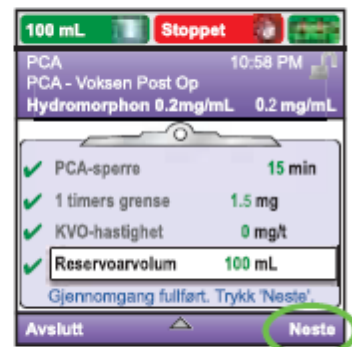 100 mL Stoppet
PCA 10:58 PM
PCA - Voksen Post Op
Hydromorphon 0.2mg/mL 0.2 mg/mL
PCA-sperre 15 min
1 timers grense 1.5 mg
KVO-hastighet 0 mg/t
Reservoarvolum 100 mL
Gjennomgang fullført. Trykk 'Neste'.
Avslutt Neste